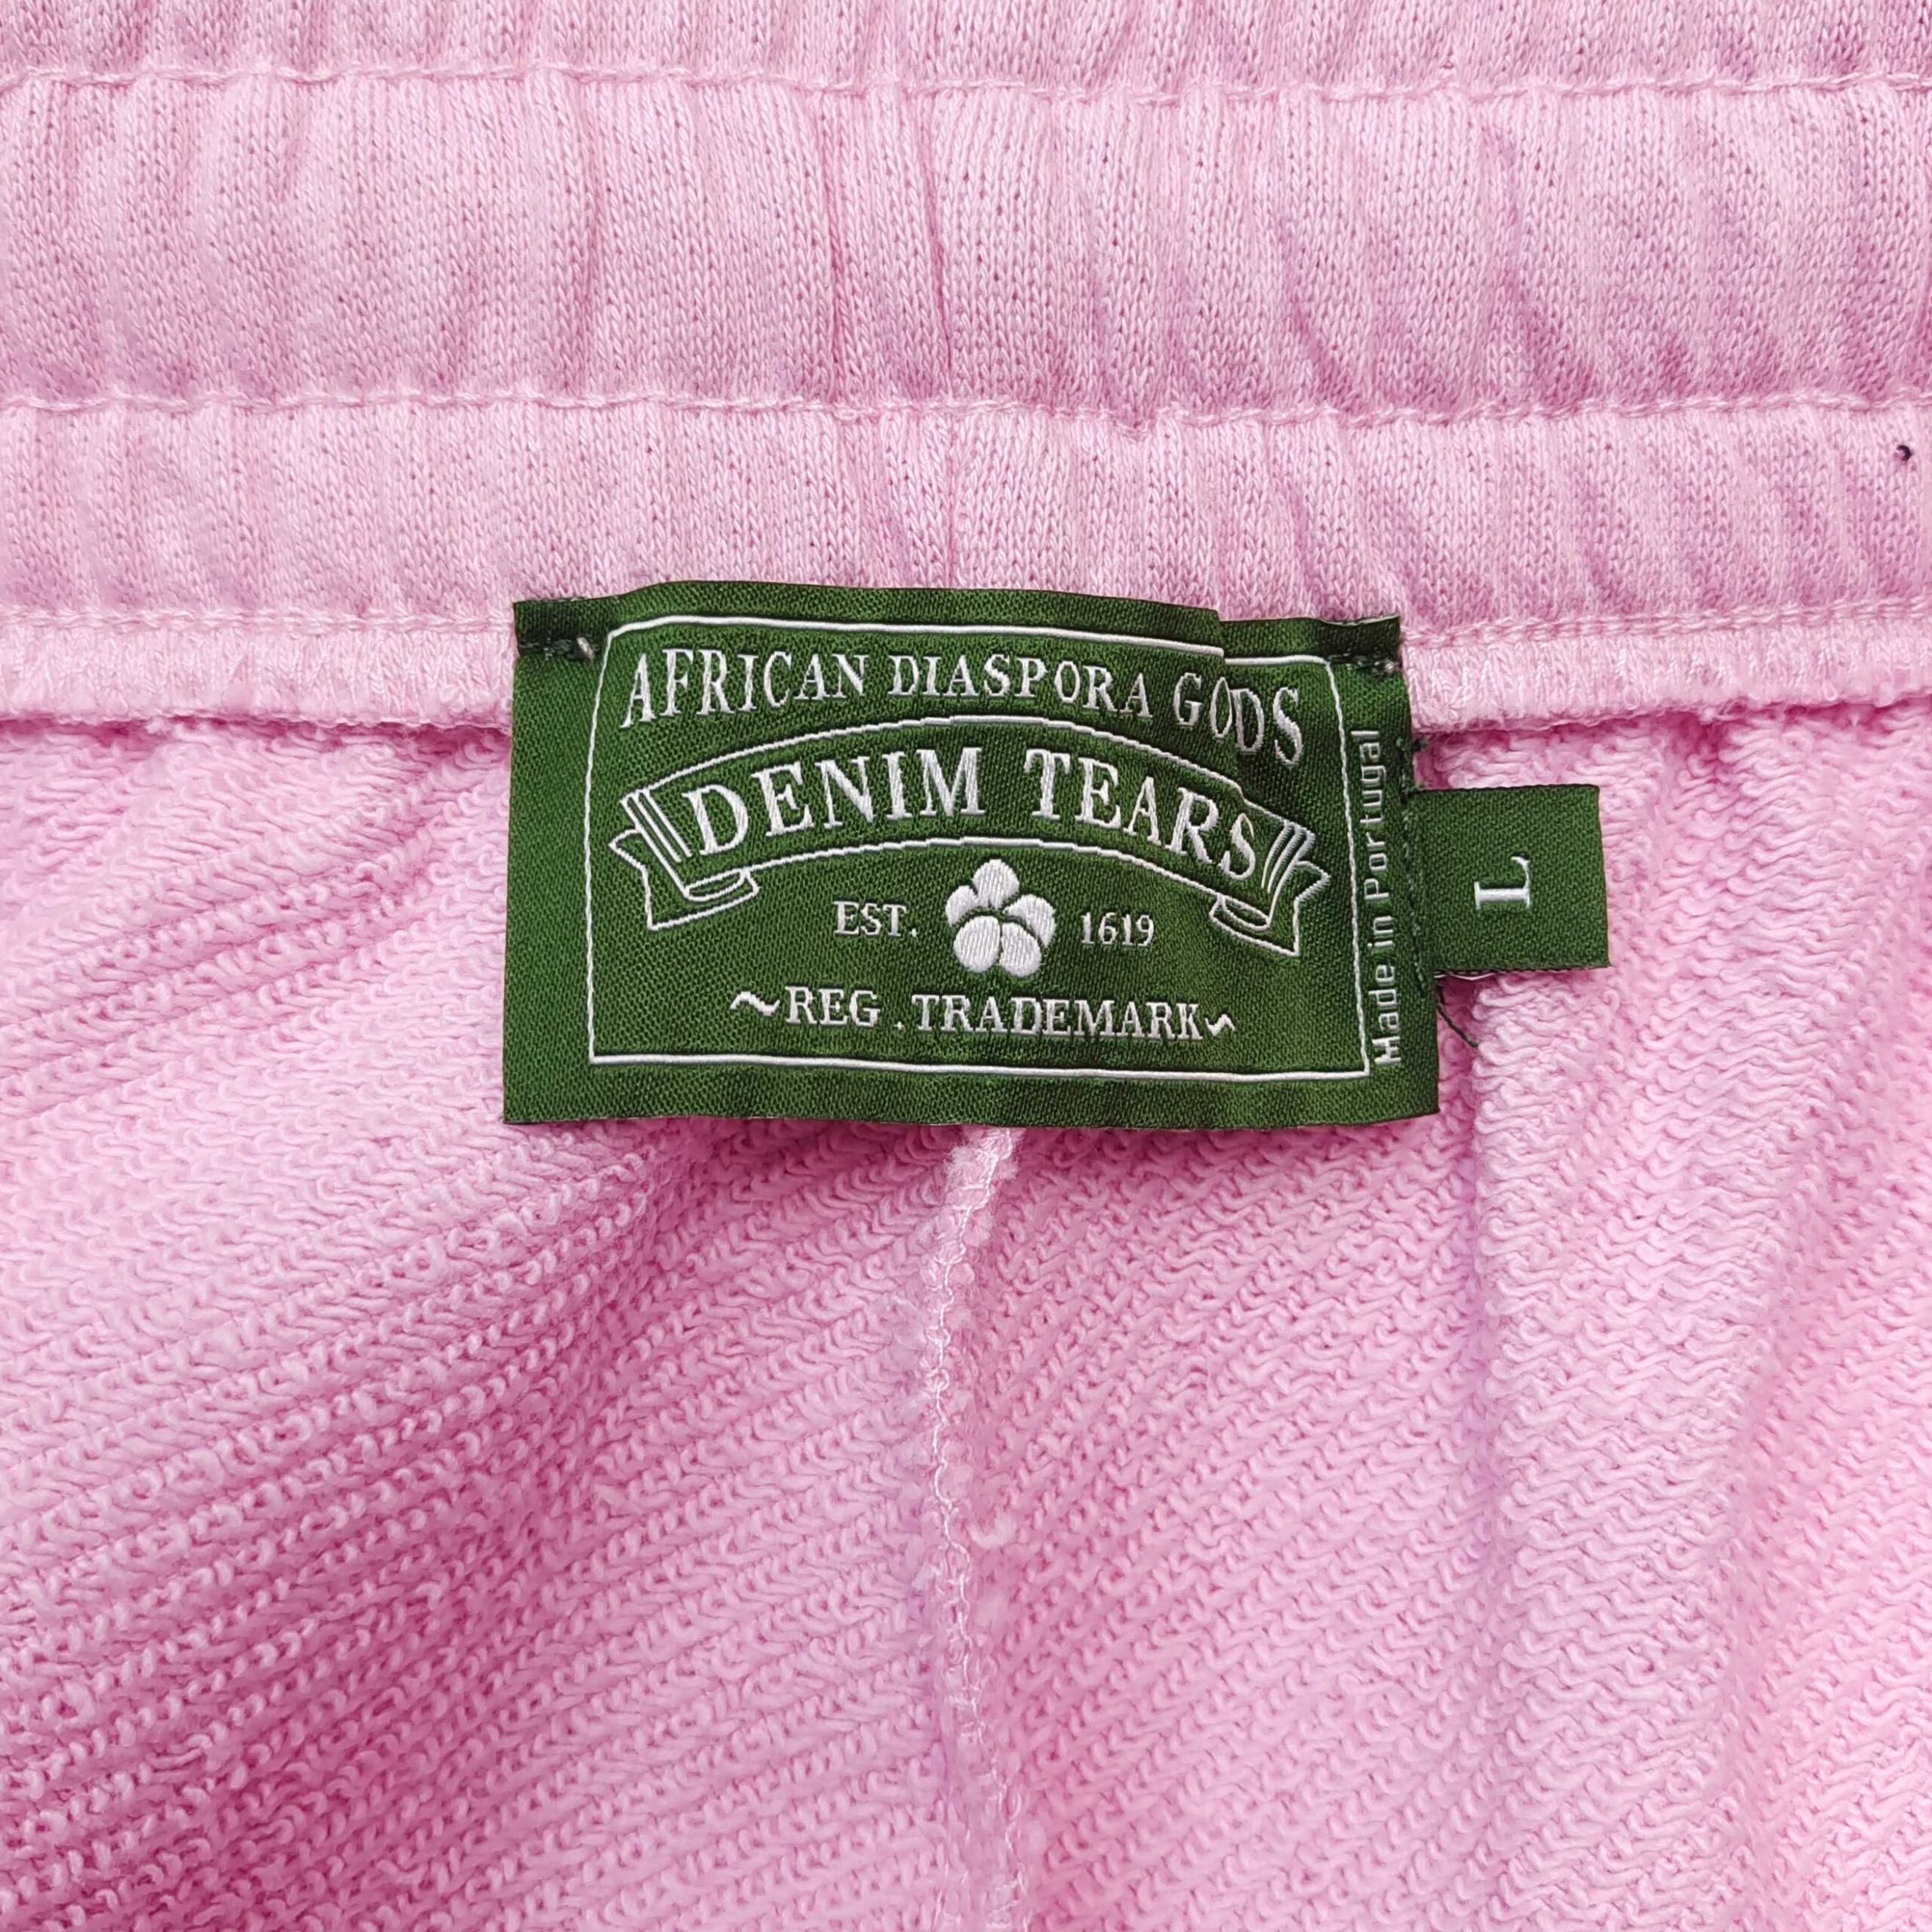 AFRICAN DIASPORA GODS
DENIM TEARS
EST. 1619
~REG .TRADEMARK~
Made in Portugal
L